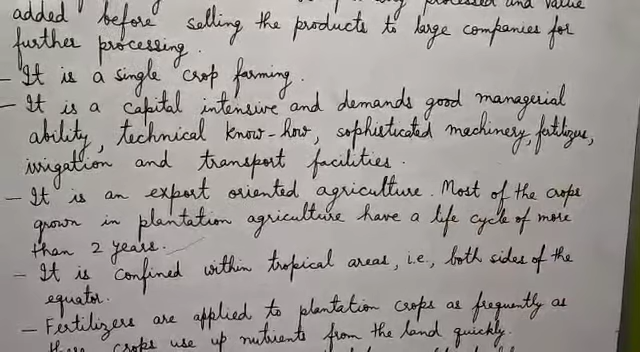 processed and value
added before selling the products to large companies for
further processing.
- It is a single crop farming.
- It is a capital intensive and demands good managerial
ability, technical know-how, sophisticated machinery, fertilizers,
irrigation and transport facilities.
- It is an export oriented agriculture. Most of the crops
grown in plantation agriculture have a life cycle of more
than 2 years.
- It is confined within tropical areas, i.e., both sides of the
equator.
- Fertilizers are applied to plantation crops as frequently as
these crops use up nutrients from the land quickly.